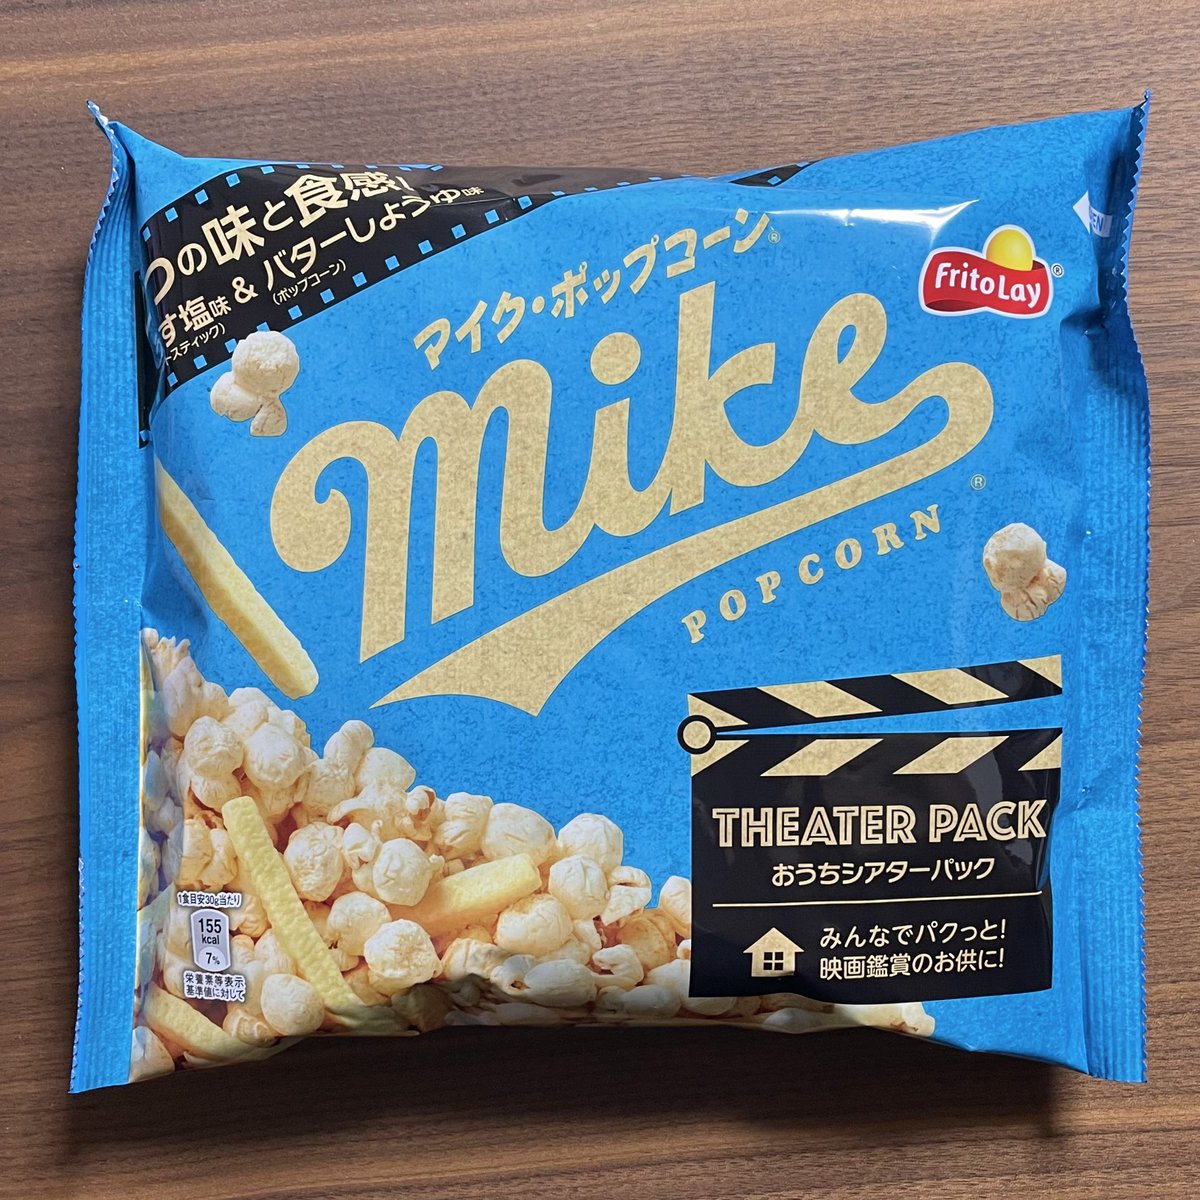 つの味と食感!
うす塩味 & バターしょうゆ味
スティック) (ポップコーン)
マイク・ポップコーン®
mike
®
POPCORN
FritoLay®
THEATER PACK
おうちシアターパック
みんなでパクっと!
映画鑑賞のお供に!
1食目安30g当たり
155
kcal
7%
栄養素等表示
基準値に対して